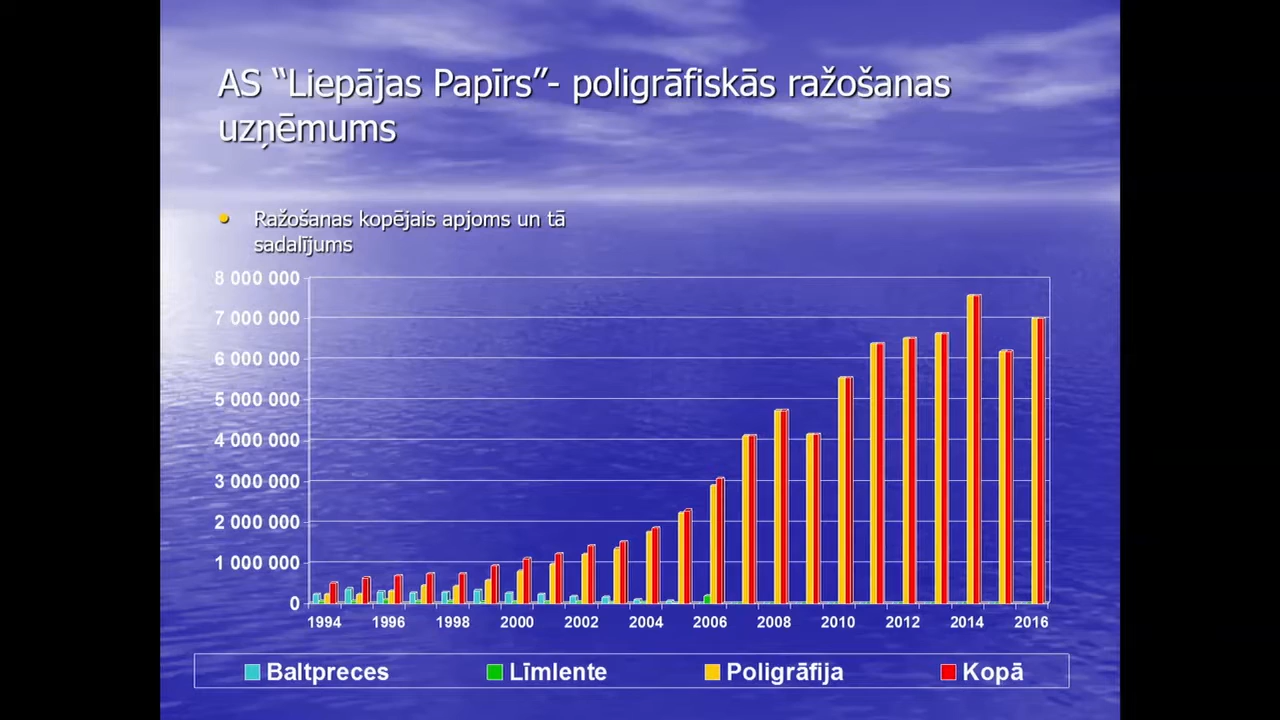 AS “Liepājas Papīrs”- poligrāfiskās ražošanas
uzņēmums
Ražošanas kopējais apjoms un tā
sadalījums
8 000 000
7 000 000
6 000 000
5 000 000
4 000 000
3 000 000
2 000 000
1 000 000
0
1994 1996 1998 2000 2002 2004 2006 2008 2010 2012 2014 2016
Baltpreces Līmlente Poligrāfija Kopā